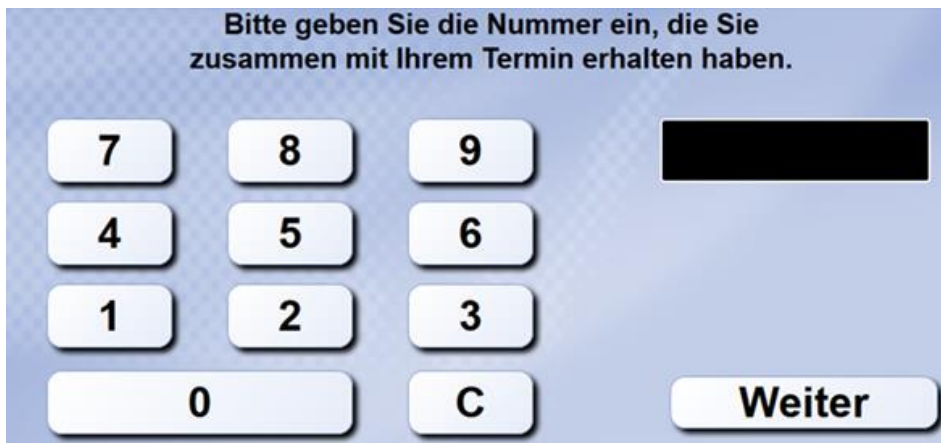 Bitte geben Sie die Nummer ein, die Sie
zusammen mit Ihrem Termin erhalten haben.
7 8 9
4 5 6
1 2 3
0 C Weiter